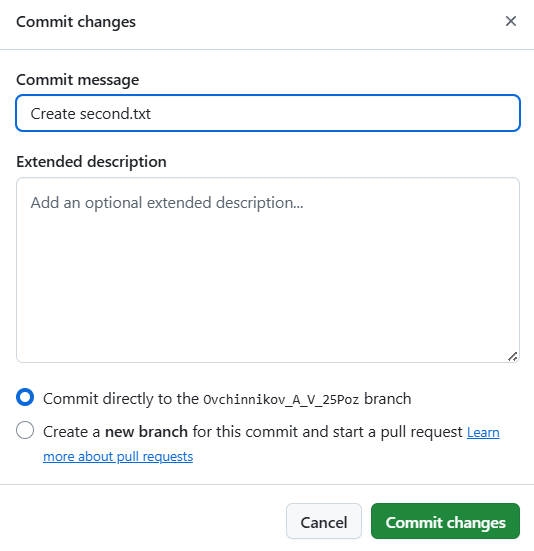 Commit changes
Commit message
Create second.txt
Extended description
Add an optional extended description...
Commit directly to the Ovchinnikov_A_V_25Poz branch
Create a new branch for this commit and start a pull request Learn
more about pull requests
Cancel
Commit changes